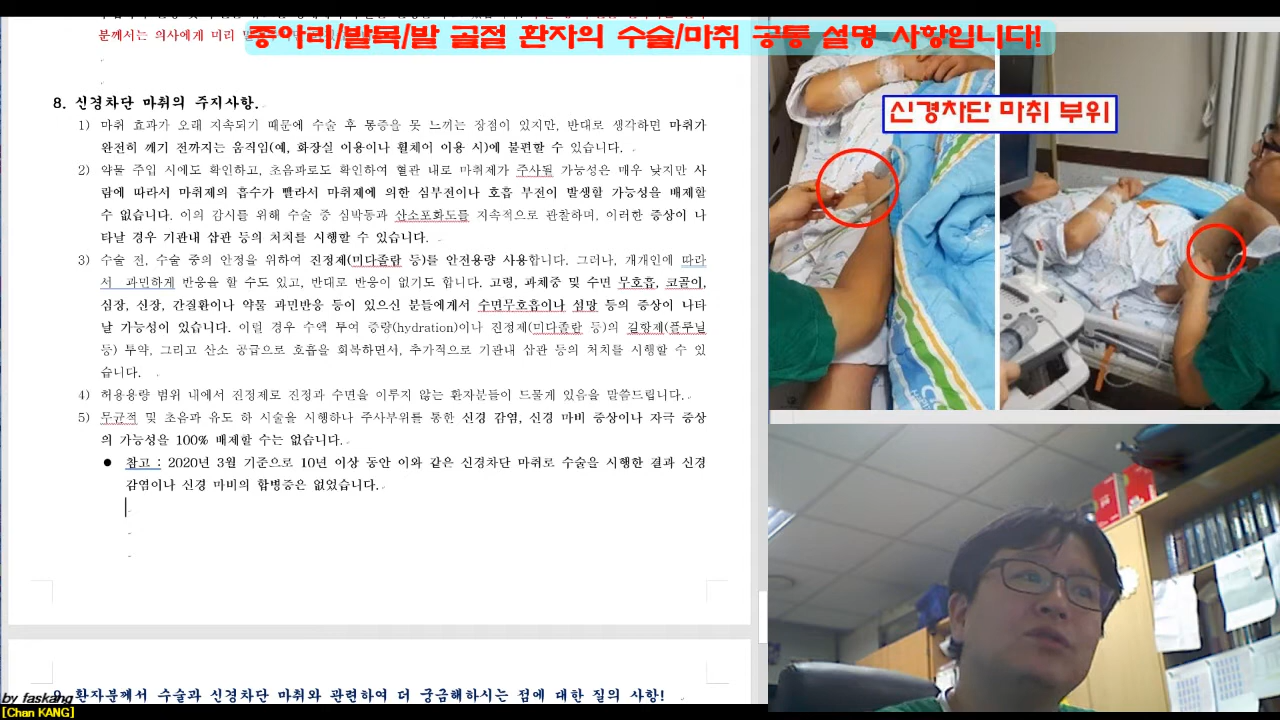 분께서는 의사에게 미리
종아리/발목/발 골절 환자의 수술/마취 공통 설명 사항입니다!
8. 신경차단 마취의 주지사항.
1) 마취 효과가 오래 지속되기 때문에 수술 후 통증을 못 느끼는 장점이 있지만, 반대로 생각하면 마취가
완전히 깨기 전까지는 움직임(예, 화장실 이용이나 휠체어 이용 시)에 불편할 수 있습니다.
2) 약물 주입 시에도 확인하고, 초음파로도 확인하여 혈관 내로 마취제가 주사될 가능성은 매우 낮지만 사
람에 따라서 마취제의 흡수가 빨라서 마취제에 의한 심부전이나 호흡 부전이 발생할 가능성을 배제할
수 없습니다. 이의 감시를 위해 수술 중 심박동과 산소포화도를 지속적으로 관찰하며, 이러한 증상이 나
타날 경우 기관내 삽관 등의 처치를 시행할 수 있습니다.
3) 수술 전, 수술 중의 안정을 위하여 진정제(미다졸람 등)를 안전용량 사용합니다. 그러나, 개개인에 따라
서 과민하게 반응을 할 수도 있고, 반대로 반응이 없기도 합니다. 고령, 과체중 및 수면 무호흡, 코골이,
심장, 신장, 간질환이나 약물 과민반응 등이 있으신 분들에게서 수면무호흡이나 섬망 등의 증상이 나타
날 가능성이 있습니다. 이럴 경우 수액 투여 증량(hydration)이나 진정제(미다졸람 등)의 길항제(플루닐
등) 투약, 그리고 산소 공급으로 호흡을 회복하면서, 추가적으로 기관내 삽관 등의 처치를 시행할 수 있
습니다.
4) 허용용량 범위 내에서 진정제로 진정과 수면을 이루지 않는 환자분들이 드물게 있음을 말씀드립니다.
5) 무균적 및 초음파 유도 하 시술을 시행하나 주사부위를 통한 신경 감염, 신경 마비 증상이나 자극 증상
의 가능성을 100% 배제할 수는 없습니다.
● 참고 : 2020년 3월 기준으로 10년 이상 동안 이와 같은 신경차단 마취로 수술을 시행한 결과 신경
감염이나 신경 마비의 합병증은 없었습니다.
9. 환자분께서 수술과 신경차단 마취와 관련하여 더 궁금해하시는 점에 대한 질의 사항!
신경차단 마취 부위
by faskang
[Chan KANG]